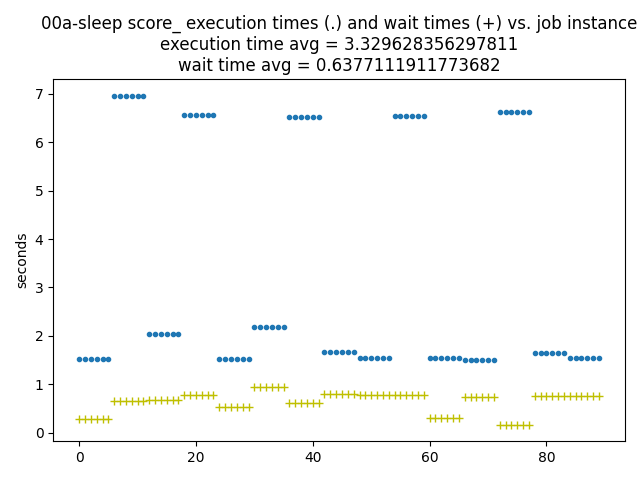 00a-sleep score_ execution times (.) and wait times (+) vs. job instance
execution time avg = 3.329628356297811
wait time avg = 0.6377111911773682
7
6
5
4
3
2
1
0
seconds
0 20 40 60 80